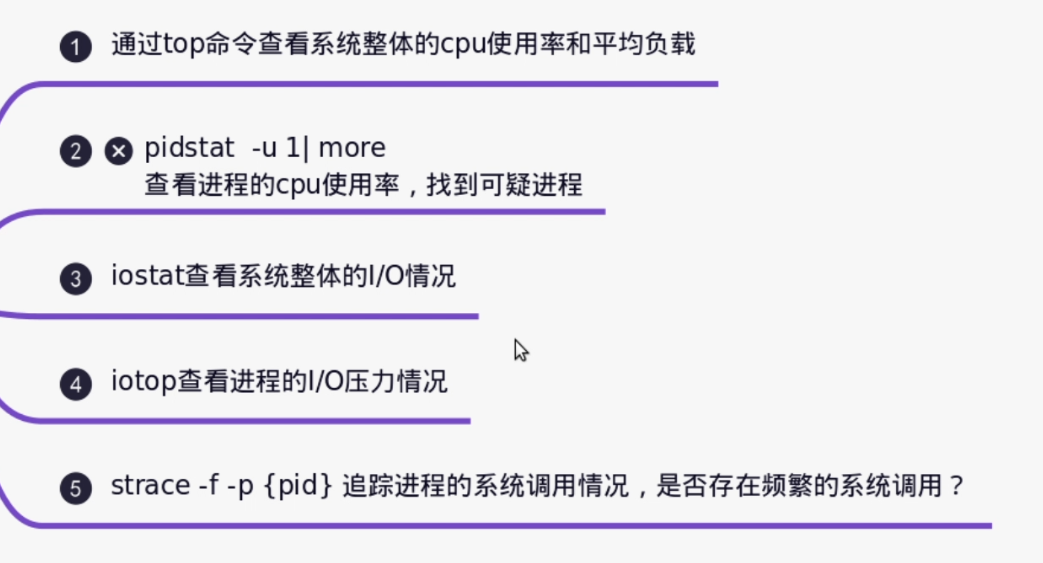 1 通过top命令查看系统整体的cpu使用率和平均负载
2 pidstat  -u 1| more
查看进程的cpu使用率，找到可疑进程
3 iostat查看系统整体的I/O情况
4 iotop查看进程的I/O压力情况
5 strace -f -p {pid} 追踪进程的系统调用情况，是否存在频繁的系统调用？